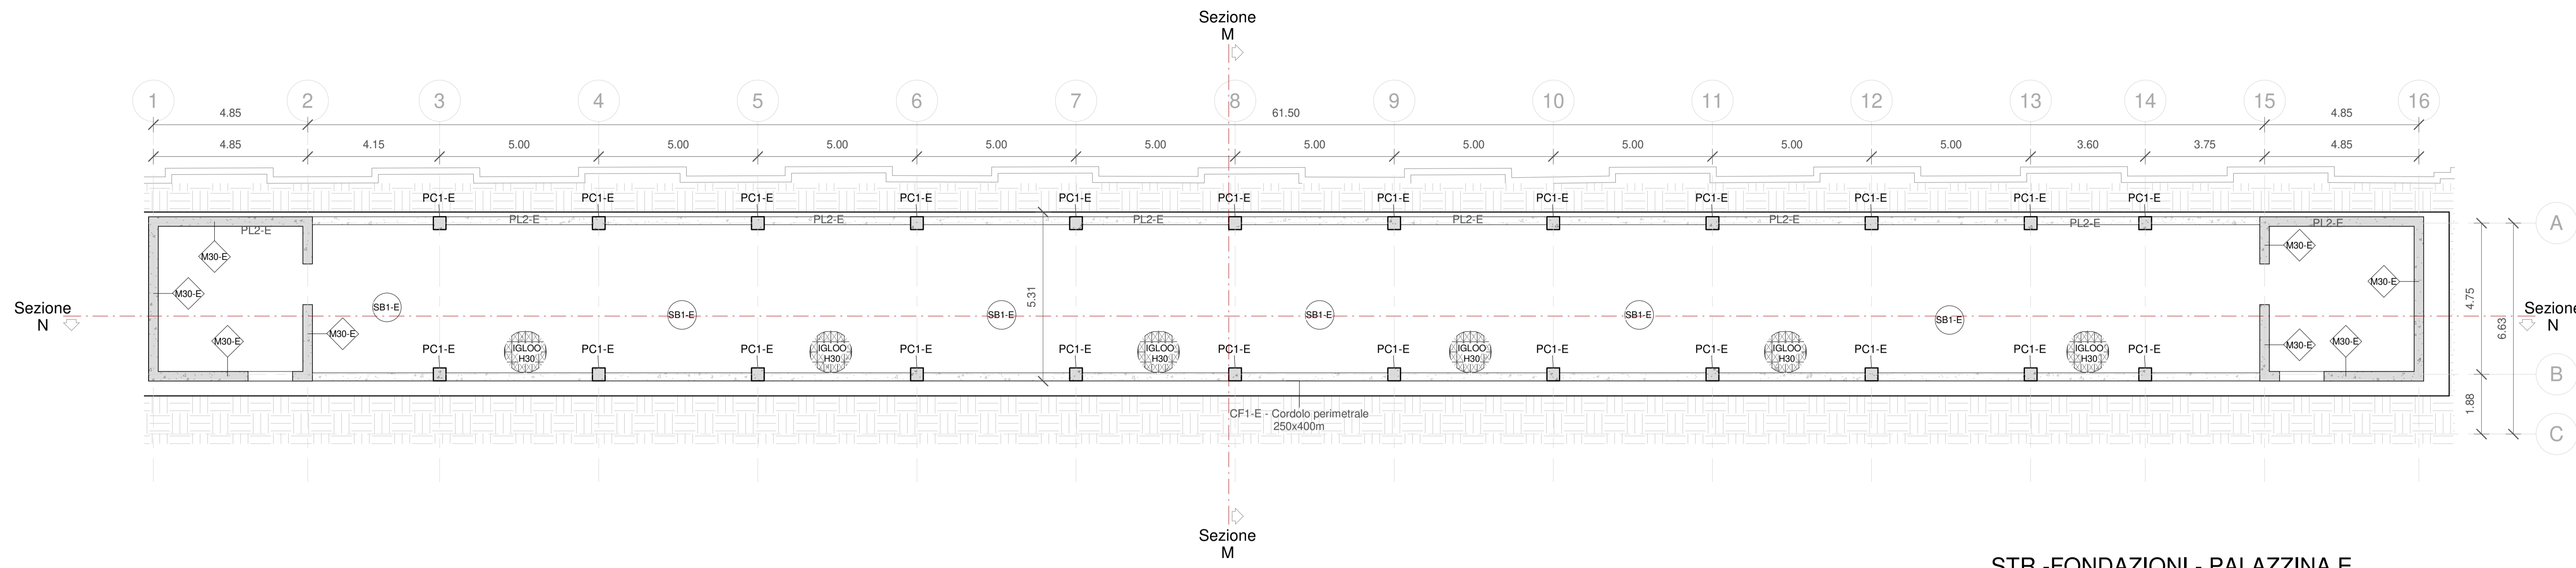 Sezione
M
1 2 3 4 5 6 7 8 9 10 11 12 13 14 15 16
4.85 61.50 4.85
4.85 4.15 5.00 5.00 5.00 5.00 5.00 5.00 5.00 5.00 5.00 5.00 3.60 3.75 4.85
PC1-E PC1-E PC1-E PC1-E PC1-E PC1-E PC1-E PC1-E PC1-E PC1-E PC1-E PC1-E
PL2-E PL2-E PL2-E PL2-E PL2-E PL2-E PL2-E A
PL2-E
M30-E M30-E
M30-E M30-E
5.31
4.75
6.63
Sezione
N
SB1-E SB1-E SB1-E SB1-E SB1-E SB1-E
Sezione
N
M30-E M30-E M30-E M30-E
PC1-E PC1-E PC1-E PC1-E PC1-E PC1-E PC1-E PC1-E PC1-E PC1-E PC1-E PC1-E
IGLOO IGLOO IGLOO IGLOO IGLOO IGLOO
H30 H30 H30 H30 H30 H30
B
1.88
CF1-E - Cordolo perimetrale
250x400m
C
Sezione
M
STR.-FONDAZIONI - PALAZZINA E